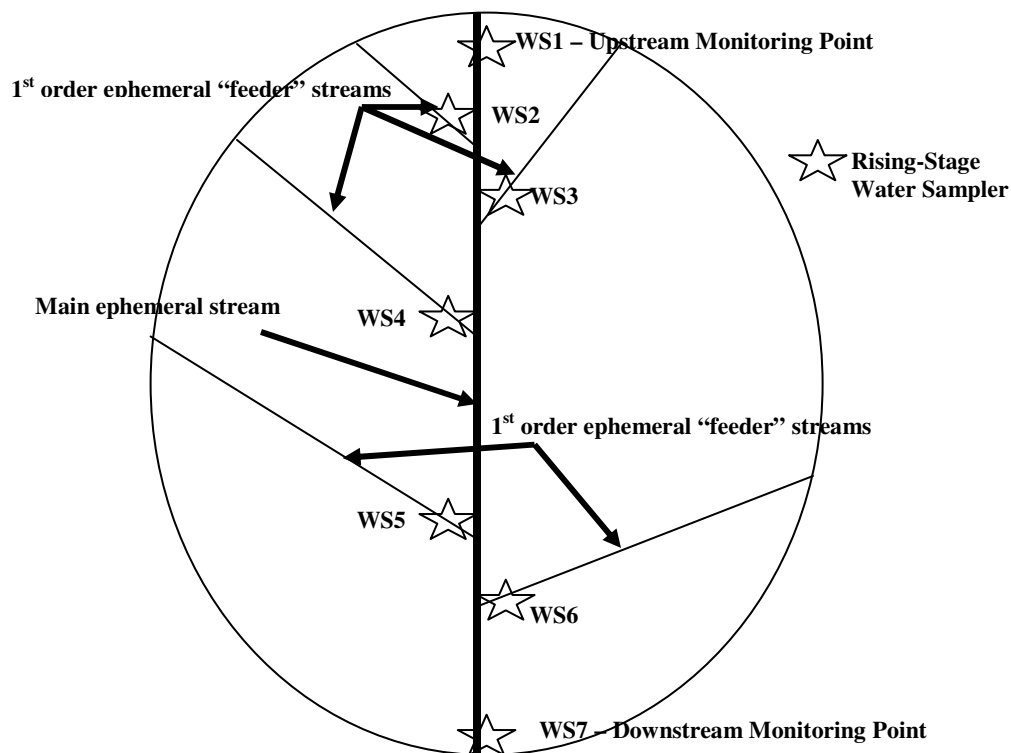 WS1 – Upstream Monitoring Point
1st order ephemeral “feeder” streams
WS2
Rising-Stage
Water Sampler
WS3
Main ephemeral stream
WS4
1st order ephemeral “feeder” streams
WS5
WS6
WS7 – Downstream Monitoring Point